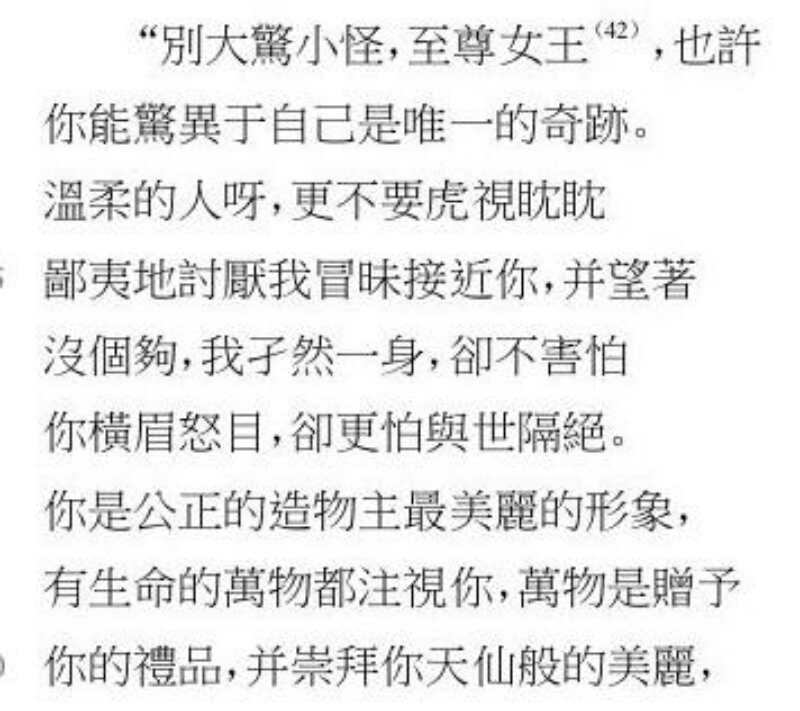 “別大驚小怪，至尊女王(42)，也許
你能驚異于自己是唯一的奇跡。
溫柔的人呀，更不要虎視眈眈
鄙夷地討厭我冒昧接近你，并望著
沒個夠，我孑然一身，卻不害怕
你橫眉怒目，卻更怕與世隔絕。
你是公正的造物主最美麗的形象，
有生命的萬物都注視你，萬物是贈予
你的禮品，并崇拜你天仙般的美麗，